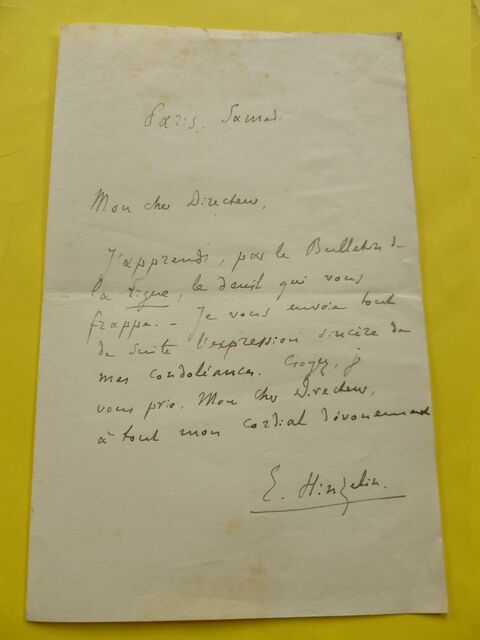 Paris. Samedi
Mon cher Directeur,
J'apprends, par le Bulletin de
la Ligue, le deuil qui vous
frappe. – Je vous envoie tout
de suite l'expression sincère de
mes condoléances. Croyez, je
vous prie, Mon cher Directeur,
à tout mon cordial dévouement
E. Hinzelin.